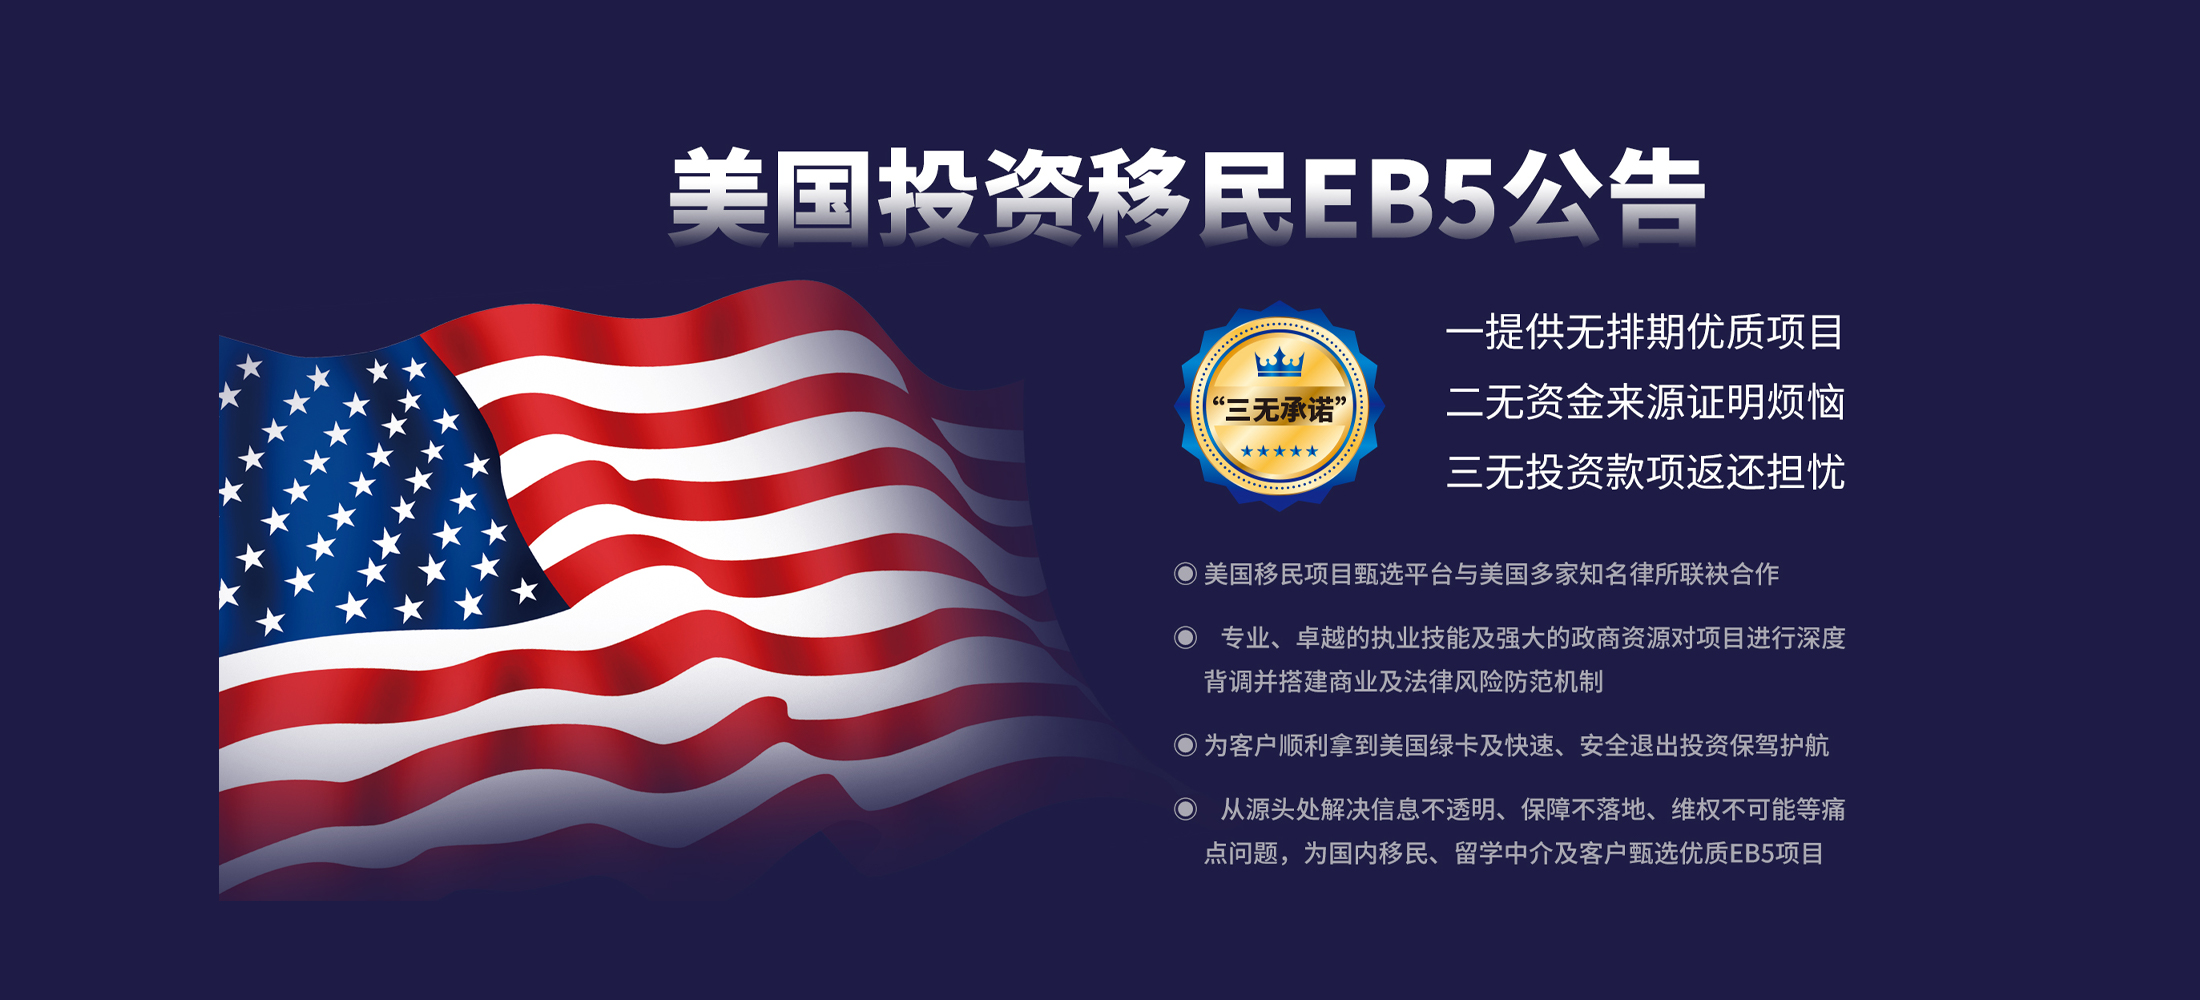 美国投资移民EB5公告
“三无承诺”
一提供无排期优质项目
二无资金来源证明烦恼
三无投资款项返还担忧
◉ 美国移民项目甄选平台与美国多家知名律所联袂合作
◉ 专业、卓越的执业技能及强大的政商资源对项目进行深度
背调并搭建商业及法律风险防范机制
◉ 为客户顺利拿到美国绿卡及快速、安全退出投资保驾护航
◉ 从源头处解决信息不透明、保障不落地、维权不可能等痛
点问题，为国内移民、留学中介及客户甄选优质EB5项目